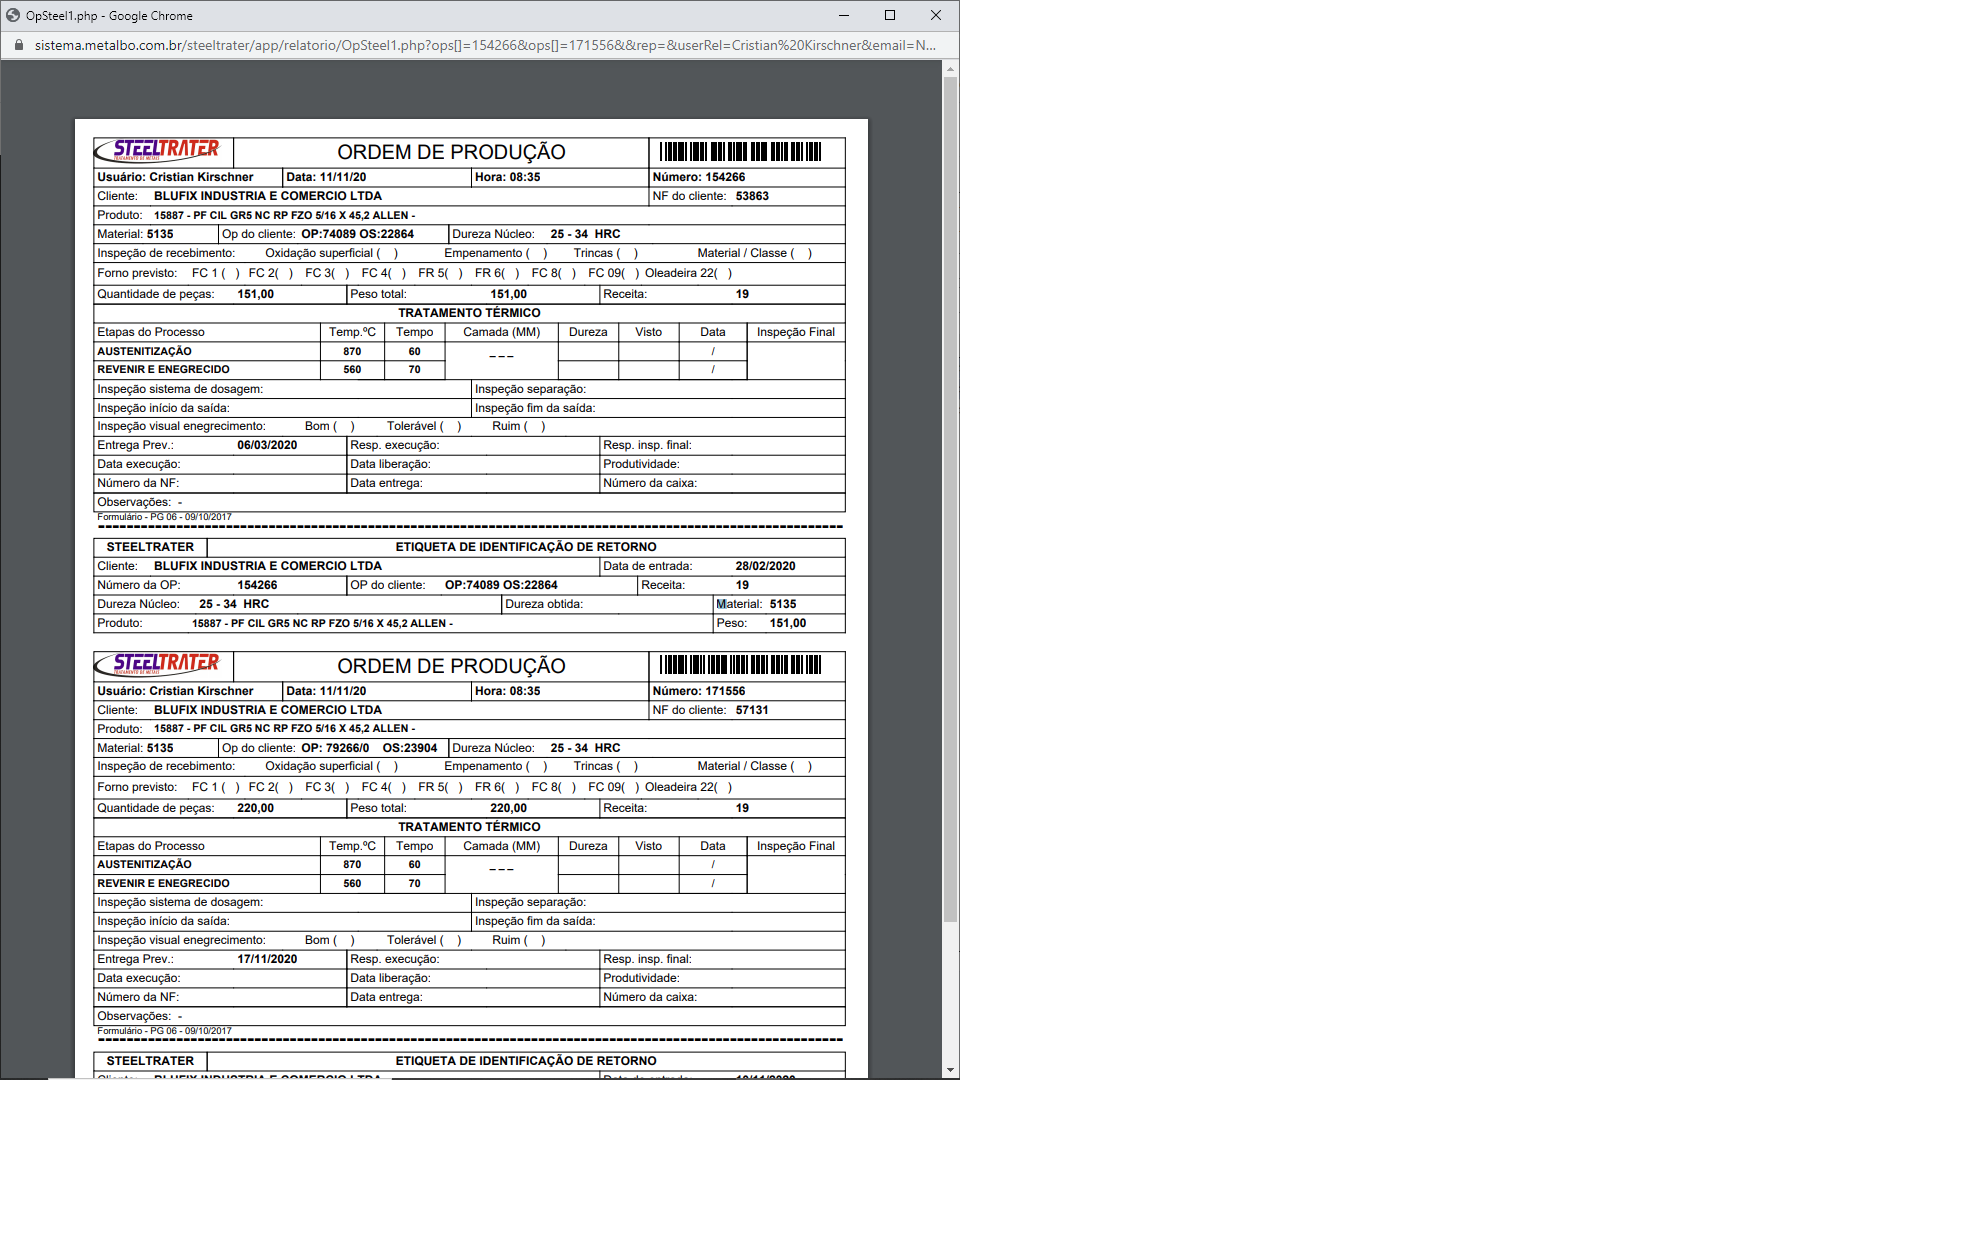 OpSteel1.php - Google Chrome
sistema.metalbo.com.br/steeltrater/app/relatorio/OpSteel1.php?ops[]=154266&ops[]=171556&&rep=&userRel=Cristian%20Kirschner&email=N...
STEELTRATER ORDEM DE PRODUÇÃO
TRATAMENTO DE METAIS
Usuário: Cristian Kirschner Data: 11/11/20 Hora: 08:35 Número: 154266
Cliente: BLUFIX INDUSTRIA E COMERCIO LTDA NF do cliente: 53863
Produto: 15887 - PF CIL GR5 NC RP FZO 5/16 X 45,2 ALLEN -
Material: 5135 Op do cliente: OP:74089 OS:22864 Dureza Núcleo: 25 - 34 HRC
Inspeção de recebimento: Oxidação superficial ( ) Empenamento ( ) Trincas ( ) Material / Classe ( )
Forno previsto: FC 1 ( ) FC 2( ) FC 3( ) FC 4( ) FR 5( ) FR 6( ) FC 8( ) FC 09( ) Oleadeira 22( )
Quantidade de peças: 151,00 Peso total: 151,00 Receita: 19
TRATAMENTO TÉRMICO
Etapas do Processo Temp.ºC Tempo Camada (MM) Dureza Visto Data Inspeção Final
AUSTENITIZAÇÃO 870 60 --- /
REVENIR E ENEGRECIDO 560 70 /
Inspeção sistema de dosagem: Inspeção separação:
Inspeção início da saída: Inspeção fim da saída:
Inspeção visual enegrecimento: Bom ( ) Tolerável ( ) Ruim ( )
Entrega Prev.: 06/03/2020 Resp. execução: Resp. insp. final:
Data execução: Data liberação: Produtividade:
Número da NF: Data entrega: Número da caixa:
Observações: -
Formulário - PG 06 - 09/10/2017
STEELTRATER ETIQUETA DE IDENTIFICAÇÃO DE RETORNO
Cliente: BLUFIX INDUSTRIA E COMERCIO LTDA Data de entrada: 28/02/2020
Número da OP: 154266 OP do cliente: OP:74089 OS:22864 Receita: 19
Dureza Núcleo: 25 - 34 HRC Dureza obtida: Material: 5135
Produto: 15887 - PF CIL GR5 NC RP FZO 5/16 X 45,2 ALLEN - Peso: 151,00
STEELTRATER ORDEM DE PRODUÇÃO
TRATAMENTO DE METAIS
Usuário: Cristian Kirschner Data: 11/11/20 Hora: 08:35 Número: 171556
Cliente: BLUFIX INDUSTRIA E COMERCIO LTDA NF do cliente: 57131
Produto: 15887 - PF CIL GR5 NC RP FZO 5/16 X 45,2 ALLEN -
Material: 5135 Op do cliente: OP: 79266/0 OS:23904 Dureza Núcleo: 25 - 34 HRC
Inspeção de recebimento: Oxidação superficial ( ) Empenamento ( ) Trincas ( ) Material / Classe ( )
Forno previsto: FC 1 ( ) FC 2( ) FC 3( ) FC 4( ) FR 5( ) FR 6( ) FC 8( ) FC 09( ) Oleadeira 22( )
Quantidade de peças: 220,00 Peso total: 220,00 Receita: 19
TRATAMENTO TÉRMICO
Etapas do Processo Temp.ºC Tempo Camada (MM) Dureza Visto Data Inspeção Final
AUSTENITIZAÇÃO 870 60 --- /
REVENIR E ENEGRECIDO 560 70 /
Inspeção sistema de dosagem: Inspeção separação:
Inspeção início da saída: Inspeção fim da saída:
Inspeção visual enegrecimento: Bom ( ) Tolerável ( ) Ruim ( )
Entrega Prev.: 17/11/2020 Resp. execução: Resp. insp. final:
Data execução: Data liberação: Produtividade:
Número da NF: Data entrega: Número da caixa:
Observações: -
Formulário - PG 06 - 09/10/2017
STEELTRATER ETIQUETA DE IDENTIFICAÇÃO DE RETORNO
Cliente: BLUFIX INDUSTRIA E COMERCIO LTDA Data de entrada: